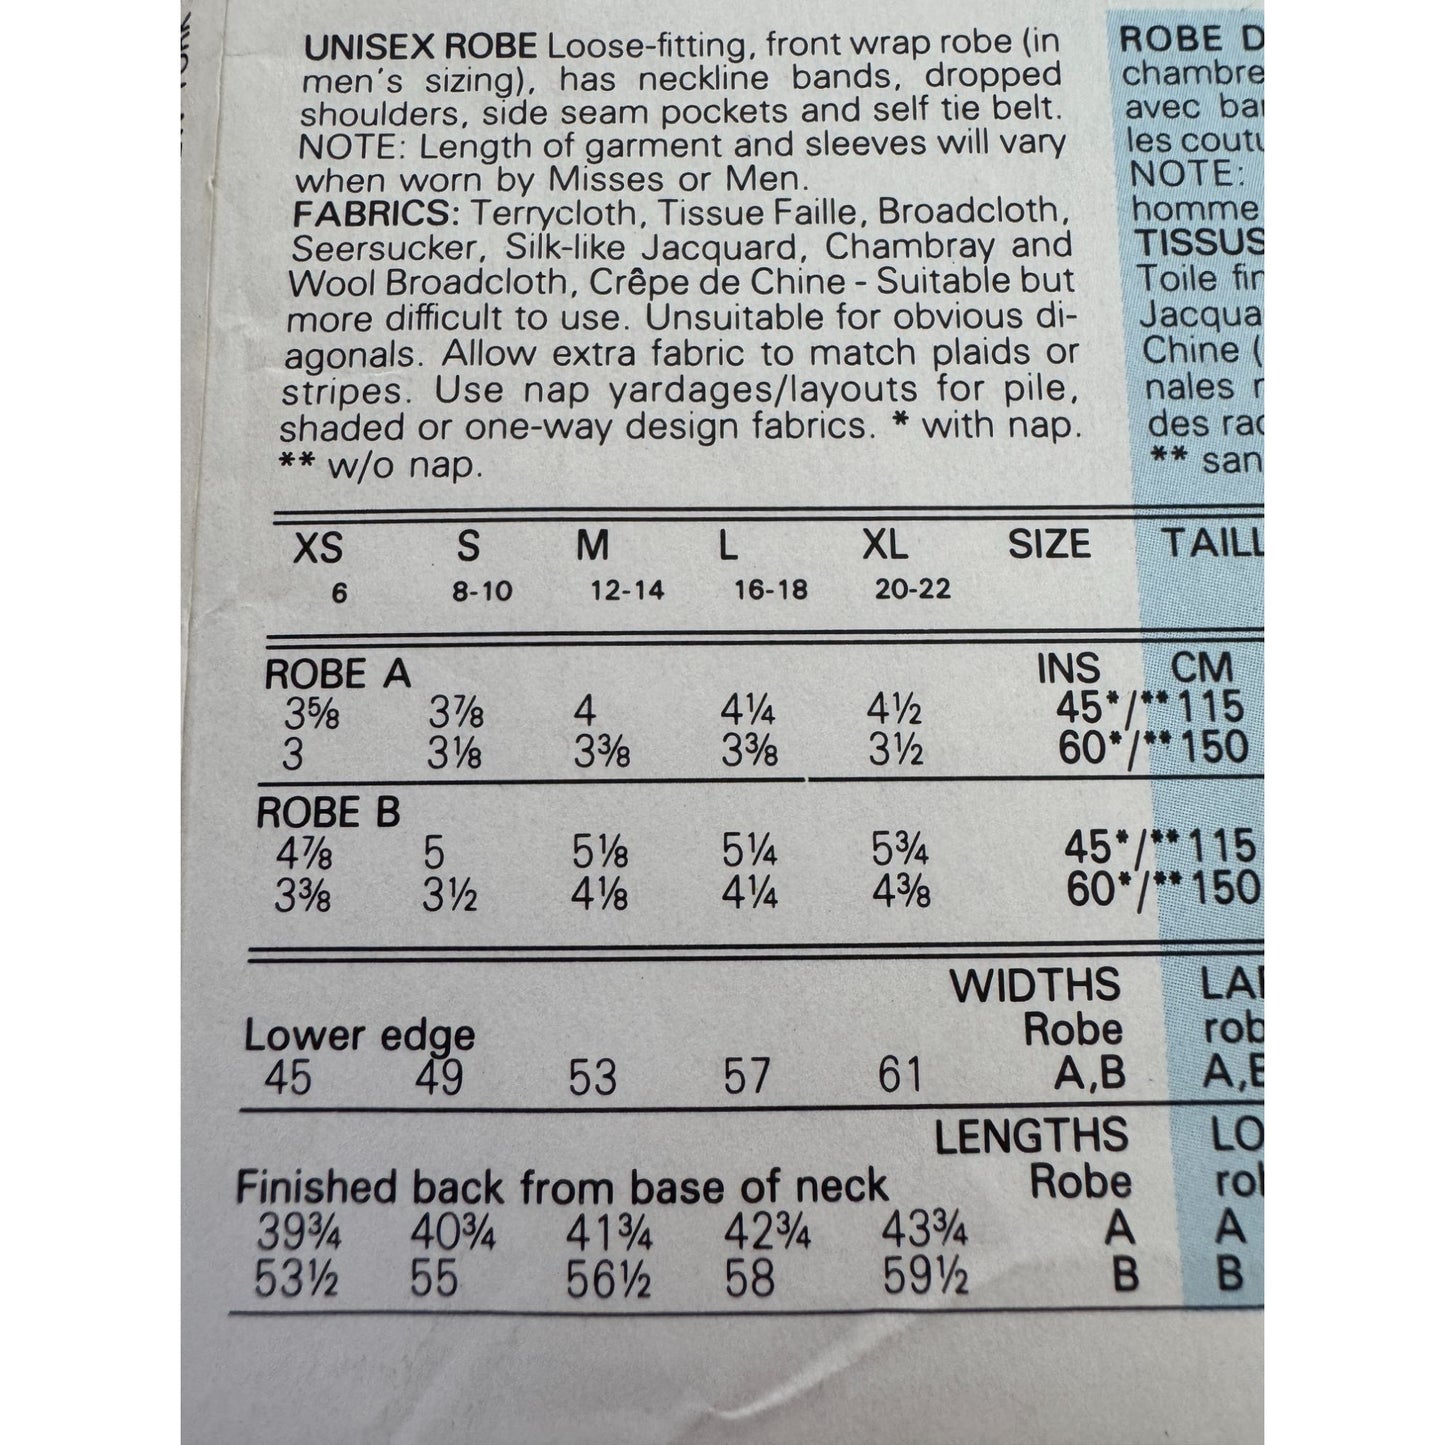 UNISEX ROBE Loose-fitting, front wrap robe (in
men's sizing), has neckline bands, dropped
shoulders, side seam pockets and self tie belt.
NOTE: Length of garment and sleeves will vary
when worn by Misses or Men.
FABRICS: Terrycloth, Tissue Faille, Broadcloth,
Seersucker, Silk-like Jacquard, Chambray and
Wool Broadcloth, Crêpe de Chine - Suitable but
more difficult to use. Unsuitable for obvious di-
agonals. Allow extra fabric to match plaids or
stripes. Use nap yardages/layouts for pile,
shaded or one-way design fabrics. * with nap.
** w/o nap.
ROBE D
chambre
avec ba
les cout
NOTE:
homme
TISSUS
Toile fin
Jacqua
Chine (
nales
des rac
** san
XS S M L XL SIZE TAILL
6 8-10 12-14 16-18 20-22
ROBE A INS CM
3⅝ 3⅞ 4 4¼ 4½ 45*/** 115
3 3⅛ 3⅜ 3⅜ 3½ 60*/** 150
ROBE B
4⅞ 5 5⅛ 5¼ 5¾ 45*/** 115
3⅜ 3½ 4⅛ 4¼ 4⅜ 60*/** 150
WIDTHS LA
Lower edge Robe rob
45 49 53 57 61 A,B A,B
LENGTHS LO
Finished back from base of neck Robe ro
39¾ 40¾ 41¾ 42¾ 43¾ A A
53½ 55 56½ 58 59½ B B